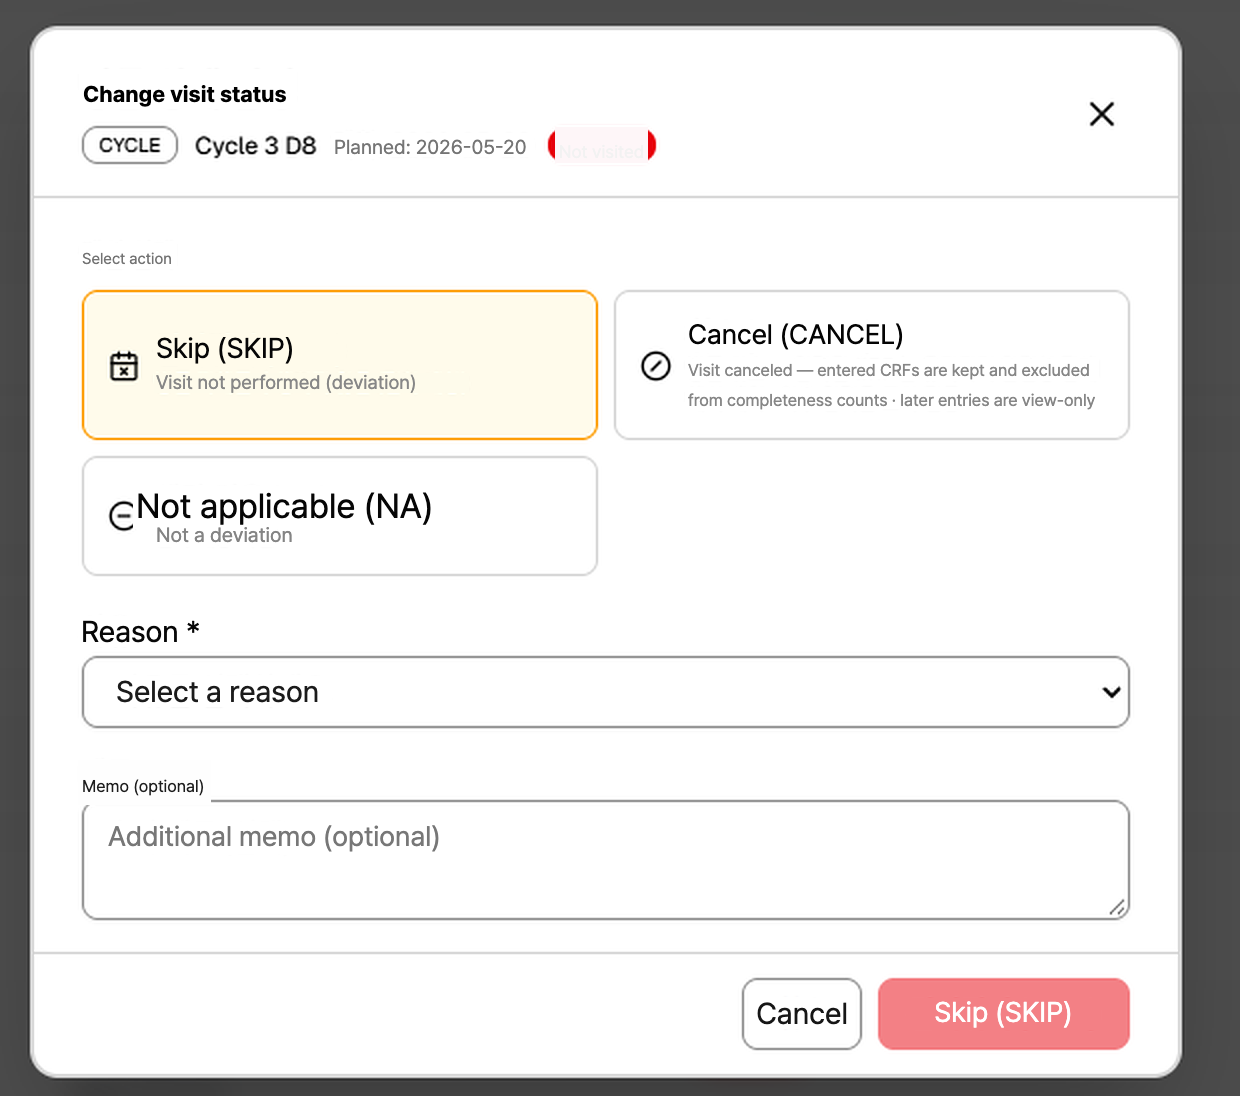 Change visit status
CYCLE Cycle 3 D8 Planned: 2026-05-20 Not visited
Select action
Skip (SKIP)
Visit not performed (deviation)
Cancel (CANCEL)
Visit canceled — entered CRFs are kept and excluded
from completeness counts · later entries are view-only
Not applicable (NA)
Not a deviation
Reason *
Select a reason
Memo (optional)
Additional memo (optional)
Cancel Skip (SKIP)